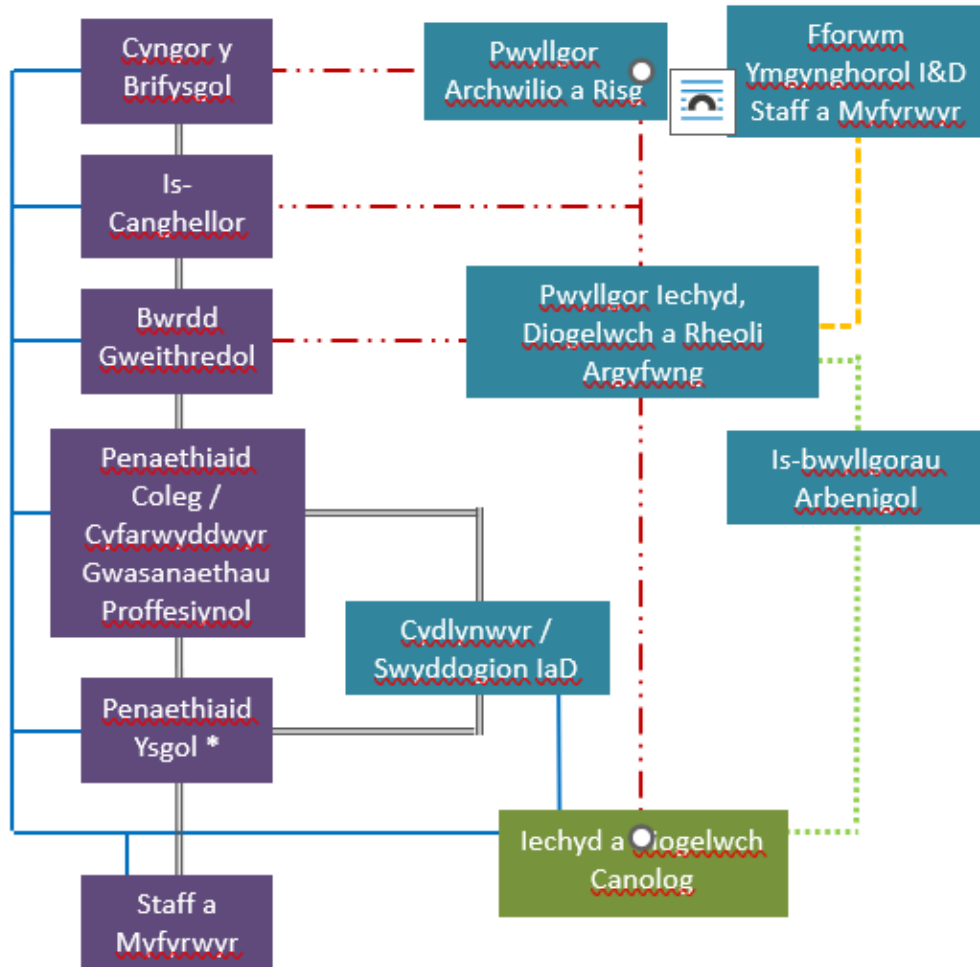 Cyngor y
Brifysgol
Pwyllgor
Archwilio a Risg
Fforwm
Ymgynghorol I&D
Staff a Myfyrwyr
Is-
Canghellor
Bwrdd
Gweithredol
Pwyllgor Iechyd,
Diogelwch a Rheoli
Argyfwng
Penaethiaid
Coleg /
Cyfarwyddwyr
Gwasanaethau
Proffesiynol
Is-bwyllgorau
Arbenigol
Cydlynwyr /
Swyddogion IaD
Penaethiaid
Ysgol *
Iechyd a Diogelwch
Canolog
Staff a
Myfyrwyr